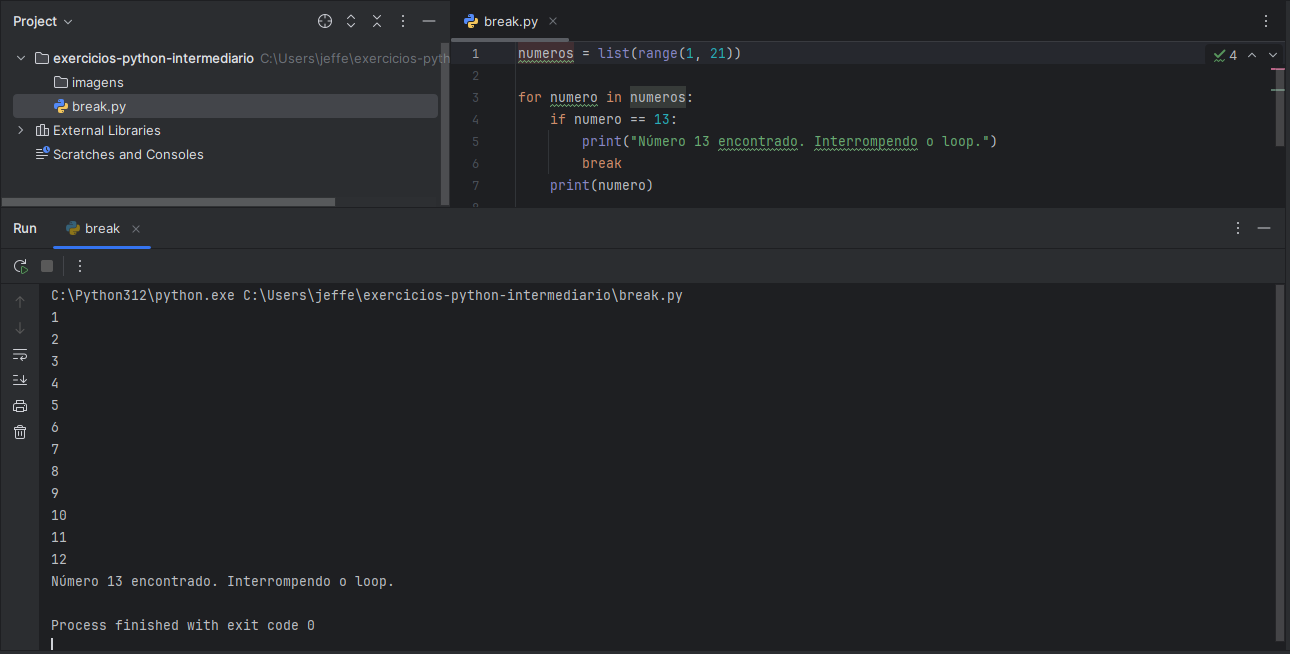 Project
break.py
exercicios-python-intermediario C:\Users\jeffe\exercicios-pyth
imagens
break.py
External Libraries
Scratches and Consoles
1 numeros = list(range(1, 21))
4
2
3 for numero in numeros:
4 if numero == 13:
5 print("Número 13 encontrado. Interrompendo o loop.")
6 break
7 print(numero)
8
Run break
C:\Python312\python.exe C:\Users\jeffe\exercicios-python-intermediario\break.py
1
2
3
4
5
6
7
8
9
10
11
12
Número 13 encontrado. Interrompendo o loop.
Process finished with exit code 0